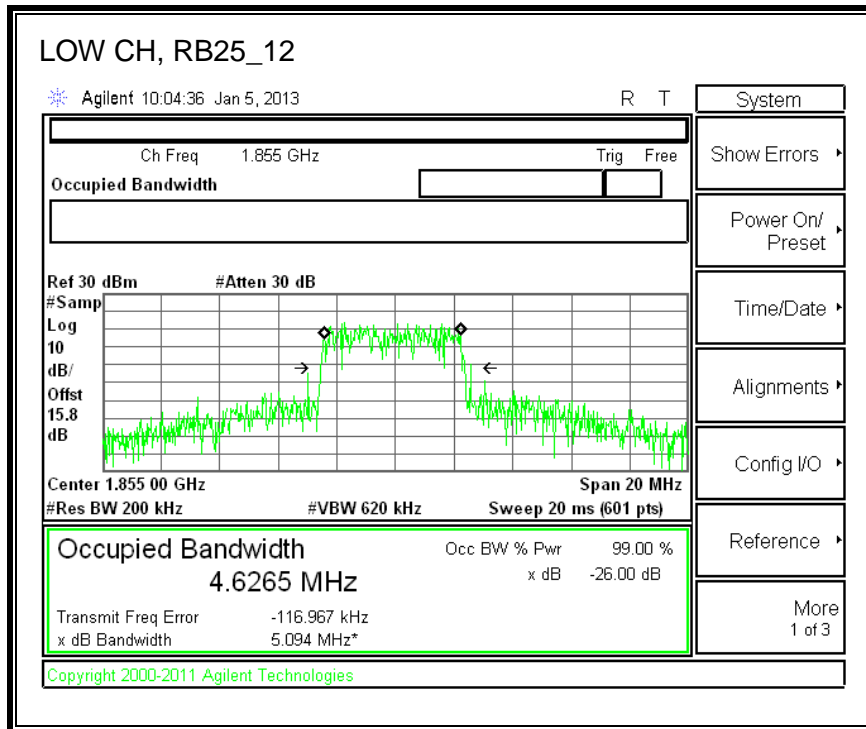 LOW CH, RB25_12
Agilent 10:04:36 Jan 5, 2013 R T
System
Ch Freq 1.855 GHz Trig Free
Occupied Bandwidth
Show Errors
Power On/
Preset
Time/Date
Alignments
Config I/O
Reference
More
1 of 3
Ref 30 dBm #Atten 30 dB
#Samp
Log
10
dB/
Offst
15.8
dB
Center 1.855 00 GHz Span 20 MHz
#Res BW 200 kHz #VBW 620 kHz Sweep 20 ms (601 pts)
Occupied Bandwidth Occ BW % Pwr 99.00 %
4.6265 MHz x dB -26.00 dB
Transmit Freq Error -116.967 kHz
x dB Bandwidth 5.094 MHz*
Copyright 2000-2011 Agilent Technologies